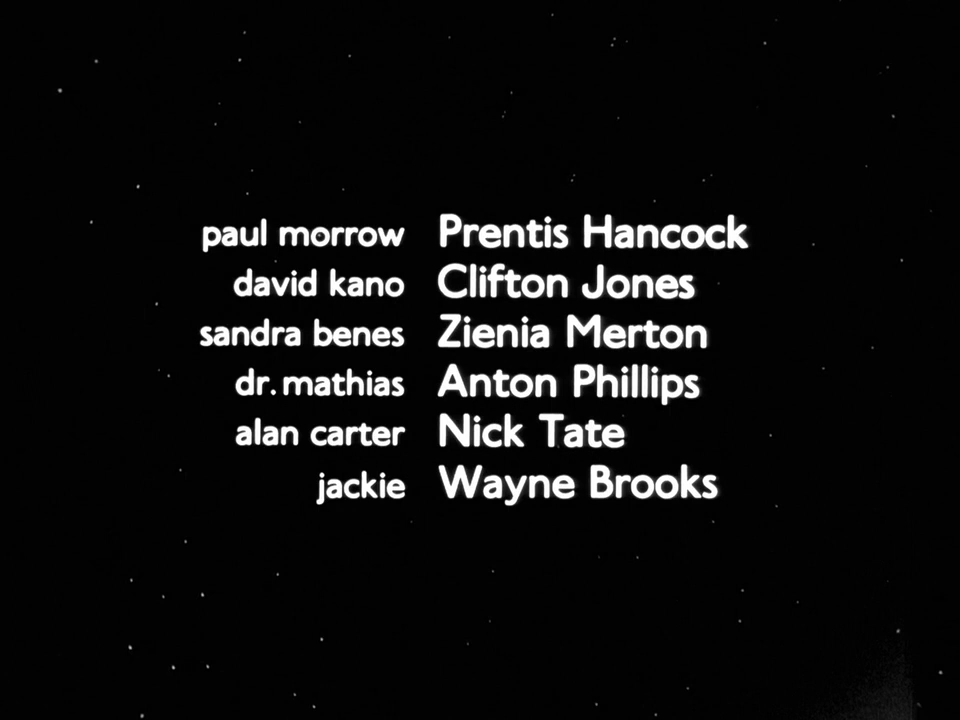 paul morrow Prentis Hancock
david kano Clifton Jones
sandra benes Zienia Merton
dr. mathias Anton Phillips
alan carter Nick Tate
jackie Wayne Brooks